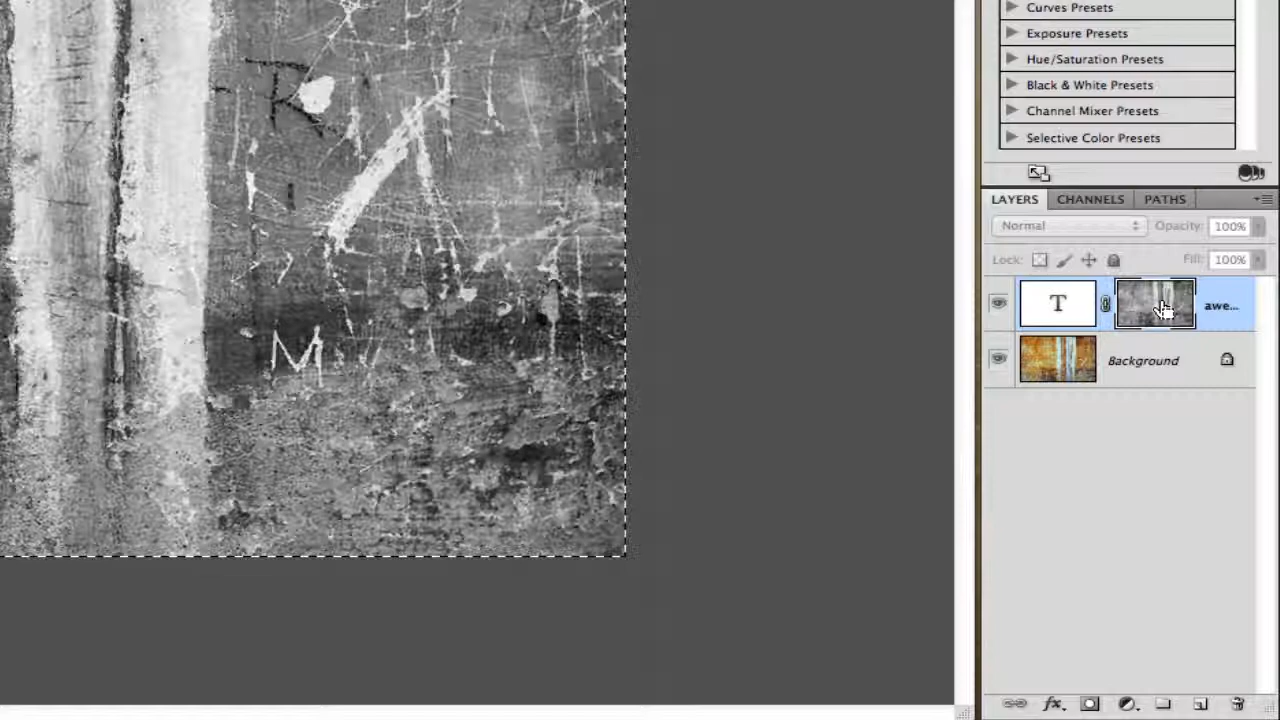 Curves Presets
Exposure Presets
Hue/Saturation Presets
Black & White Presets
Channel Mixer Presets
Selective Color Presets
LAYERS CHANNELS PATHS
Normal Opacity: 100%
Lock: Fill: 100%
T awe...
Background
fx
R
M